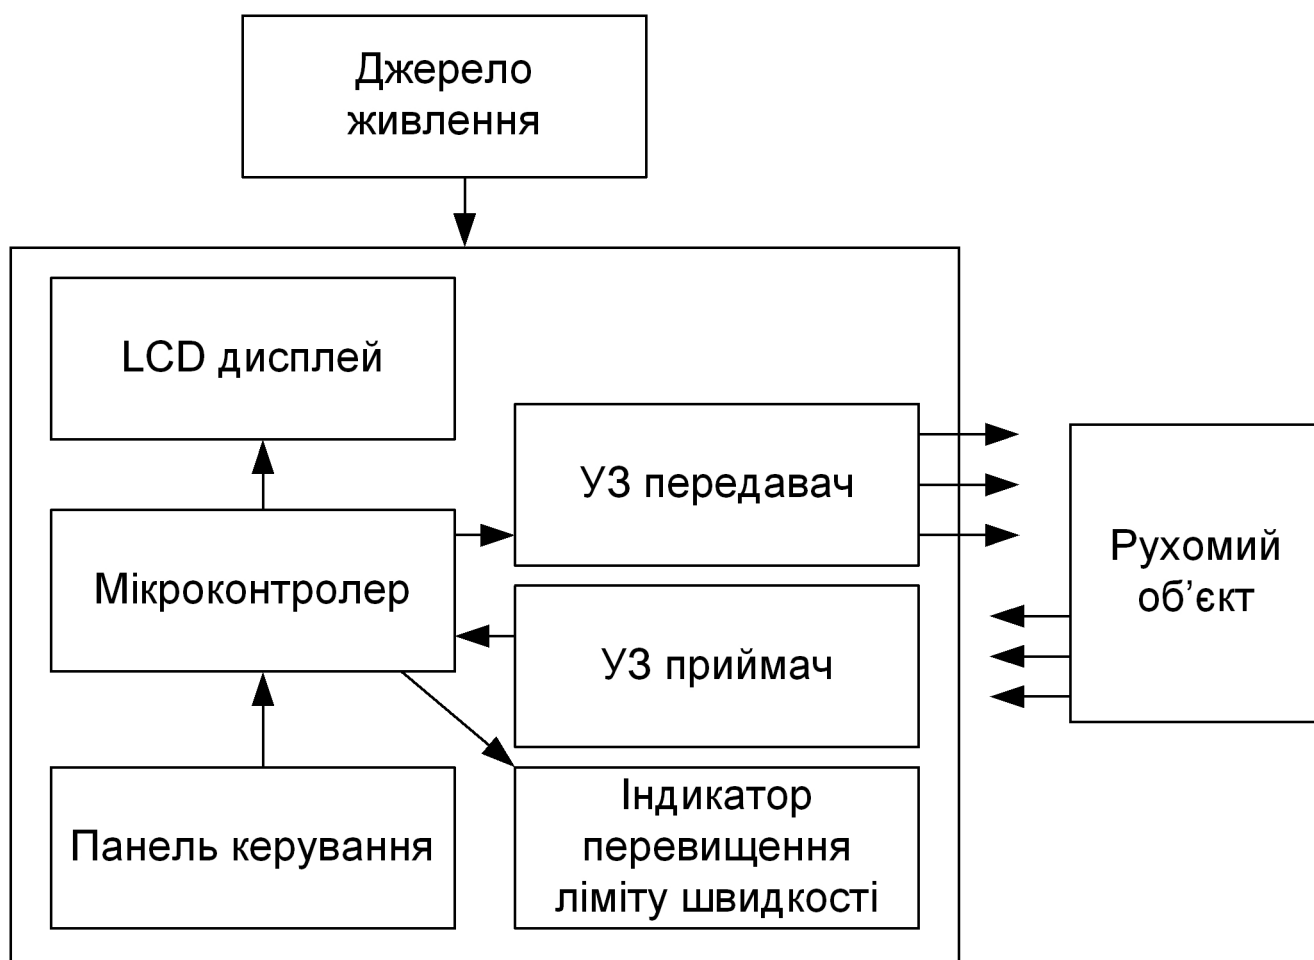 Джерело
живлення
LCD дисплей
УЗ передавач
Мікроконтролер
Рухомий
об’єкт
УЗ приймач
Панель керування
Індикатор
перевищення
ліміту швидкості